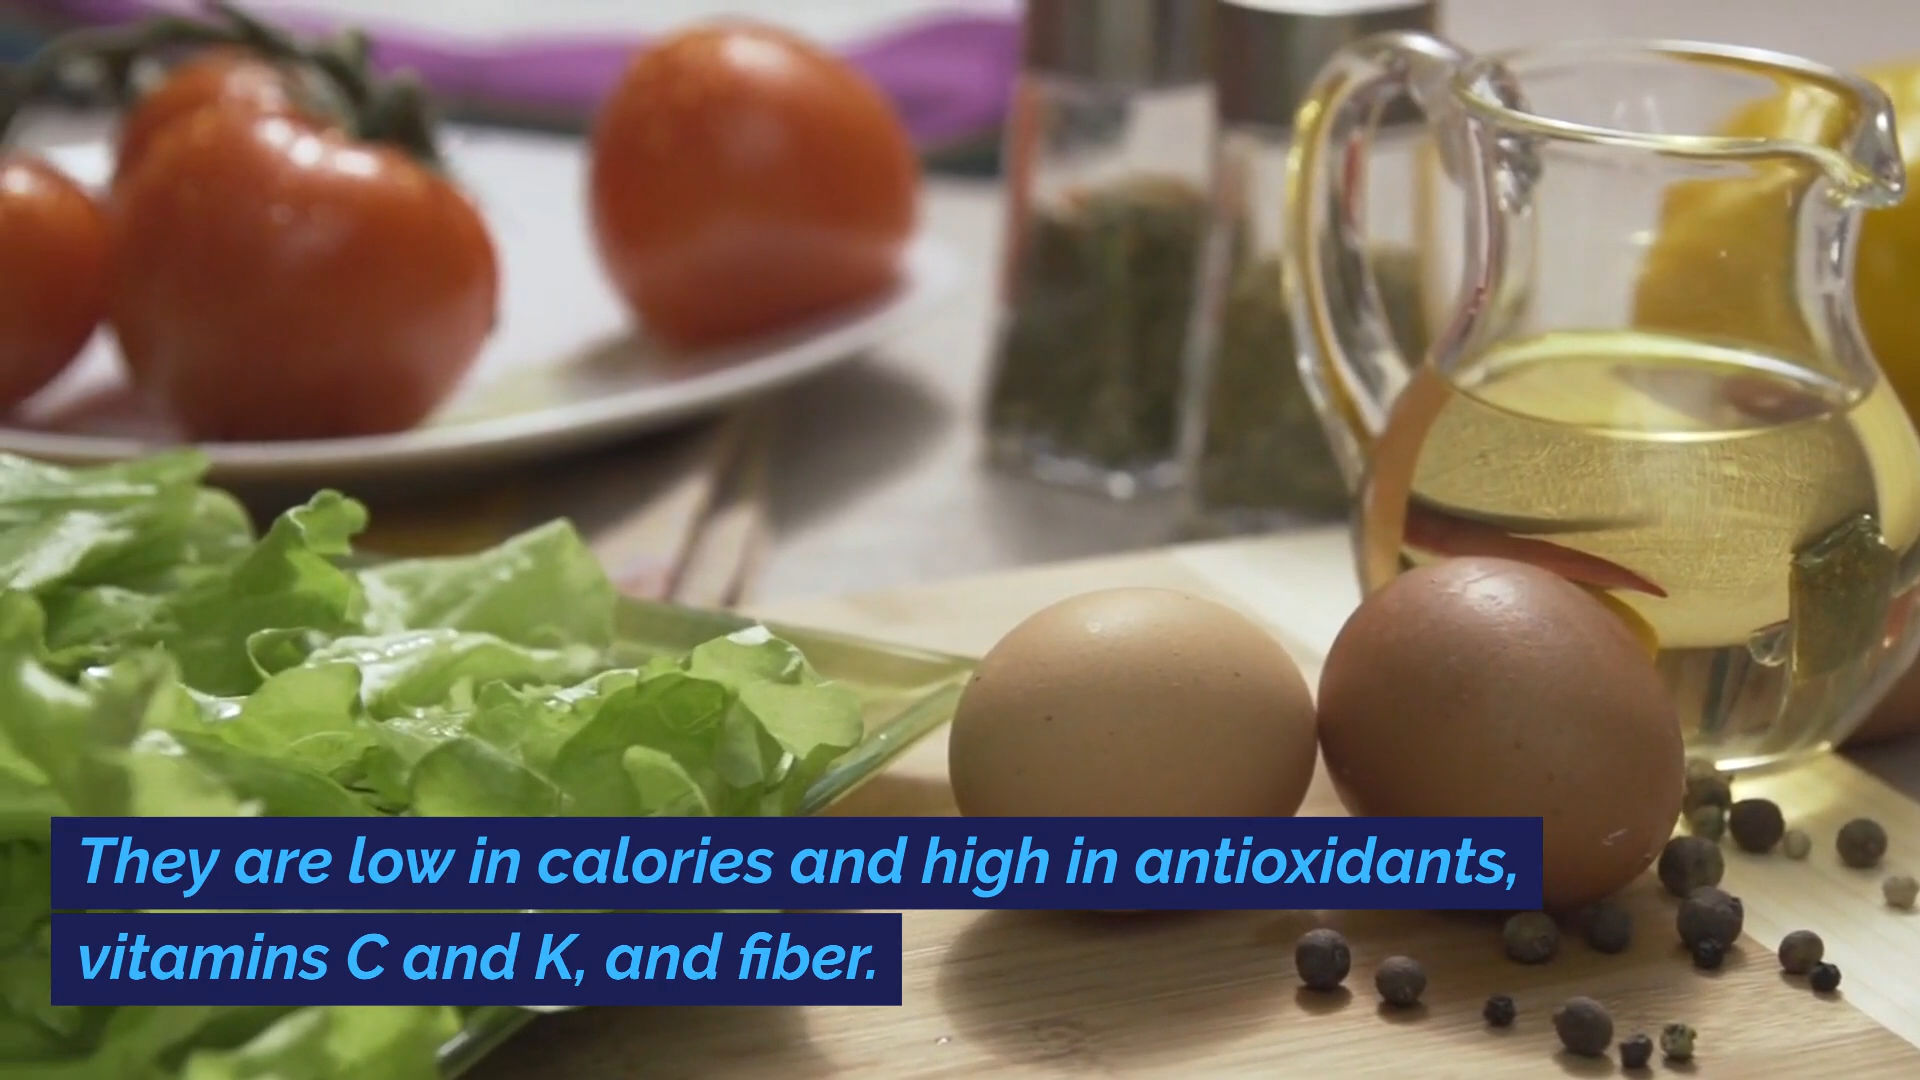 They are low in calories and high in antioxidants,
vitamins C and K, and fiber.